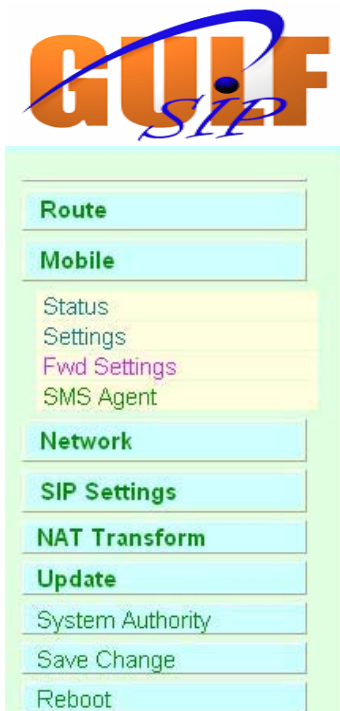 GULF
SIP
Route
Mobile
Status
Settings
Fwd Settings
SMS Agent
Network
SIP Settings
NAT Transform
Update
System Authority
Save Change
Reboot